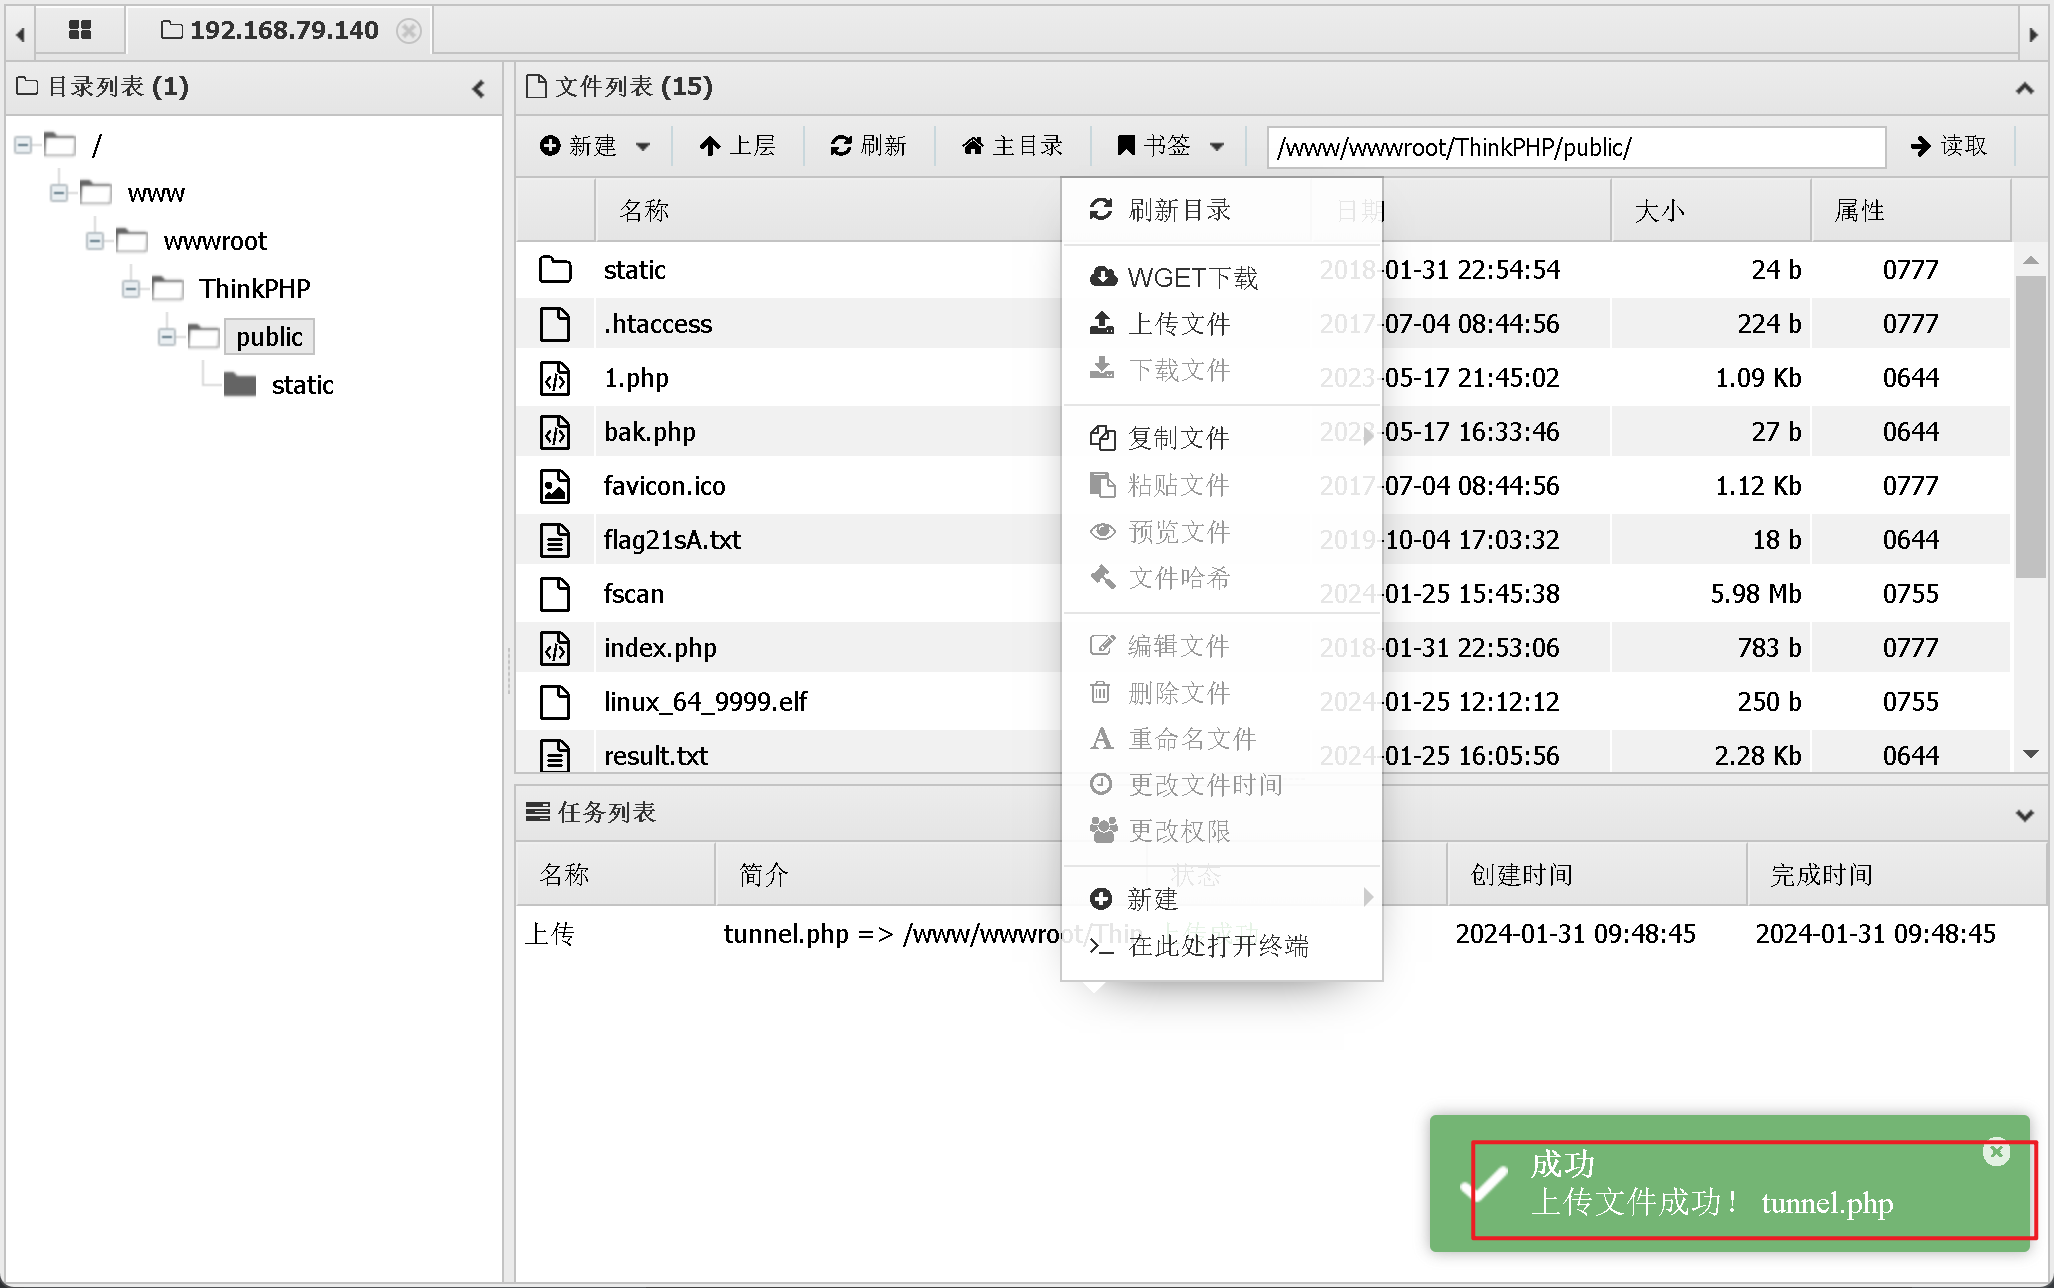 192.168.79.140
目录列表 (1)
/
www
wwwroot
ThinkPHP
public
static
文件列表 (15)
新建 上层 刷新 主目录 书签 /www/wwwroot/ThinkPHP/public/ 读取
名称 日期 大小 属性
static 2018-01-31 22:54:54 24 b 0777
.htaccess 2017-07-04 08:44:56 224 b 0777
1.php 2023-05-17 21:45:02 1.09 Kb 0644
bak.php 2023-05-17 16:33:46 27 b 0644
favicon.ico 2017-07-04 08:44:56 1.12 Kb 0777
flag21sA.txt 2019-10-04 17:03:32 18 b 0644
fscan 2024-01-25 15:45:38 5.98 Mb 0755
index.php 2018-01-31 22:53:06 783 b 0777
linux_64_9999.elf 2024-01-25 12:12:12 250 b 0755
result.txt 2024-01-25 16:05:56 2.28 Kb 0644
刷新目录
WGET下载
上传文件
下载文件
复制文件
粘贴文件
预览文件
文件哈希
编辑文件
删除文件
重命名文件
更改文件时间
更改权限
新建
在此处打开终端
任务列表
名称 简介 状态 创建时间 完成时间
上传 tunnel.php => /www/wwwroot/Thin 上传成功 2024-01-31 09:48:45 2024-01-31 09:48:45
成功
上传文件成功！ tunnel.php